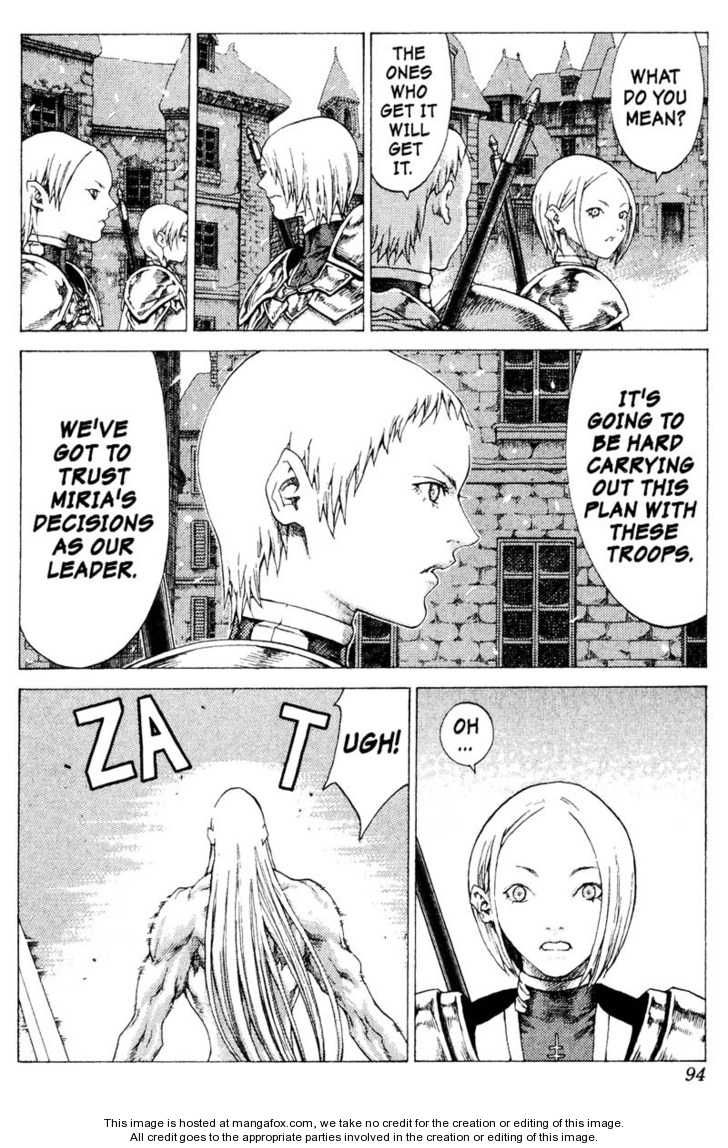 THE
ONES
WHO
GET IT
WILL
GET
IT.
WHAT
DO YOU
MEAN?
WE'VE
GOT TO
TRUST
MIRIA'S
DECISIONS
AS OUR
LEADER.
IT'S
GOING TO
BE HARD
CARRYING
OUT THIS
PLAN WITH
THESE
TROOPS.
ZA T
UGH!
OH
...
94
This image is hosted at mangafox.com, we take no credit for the creation or editing of this image.
All credit goes to the appropriate parties involved in the creation or editing of this image.